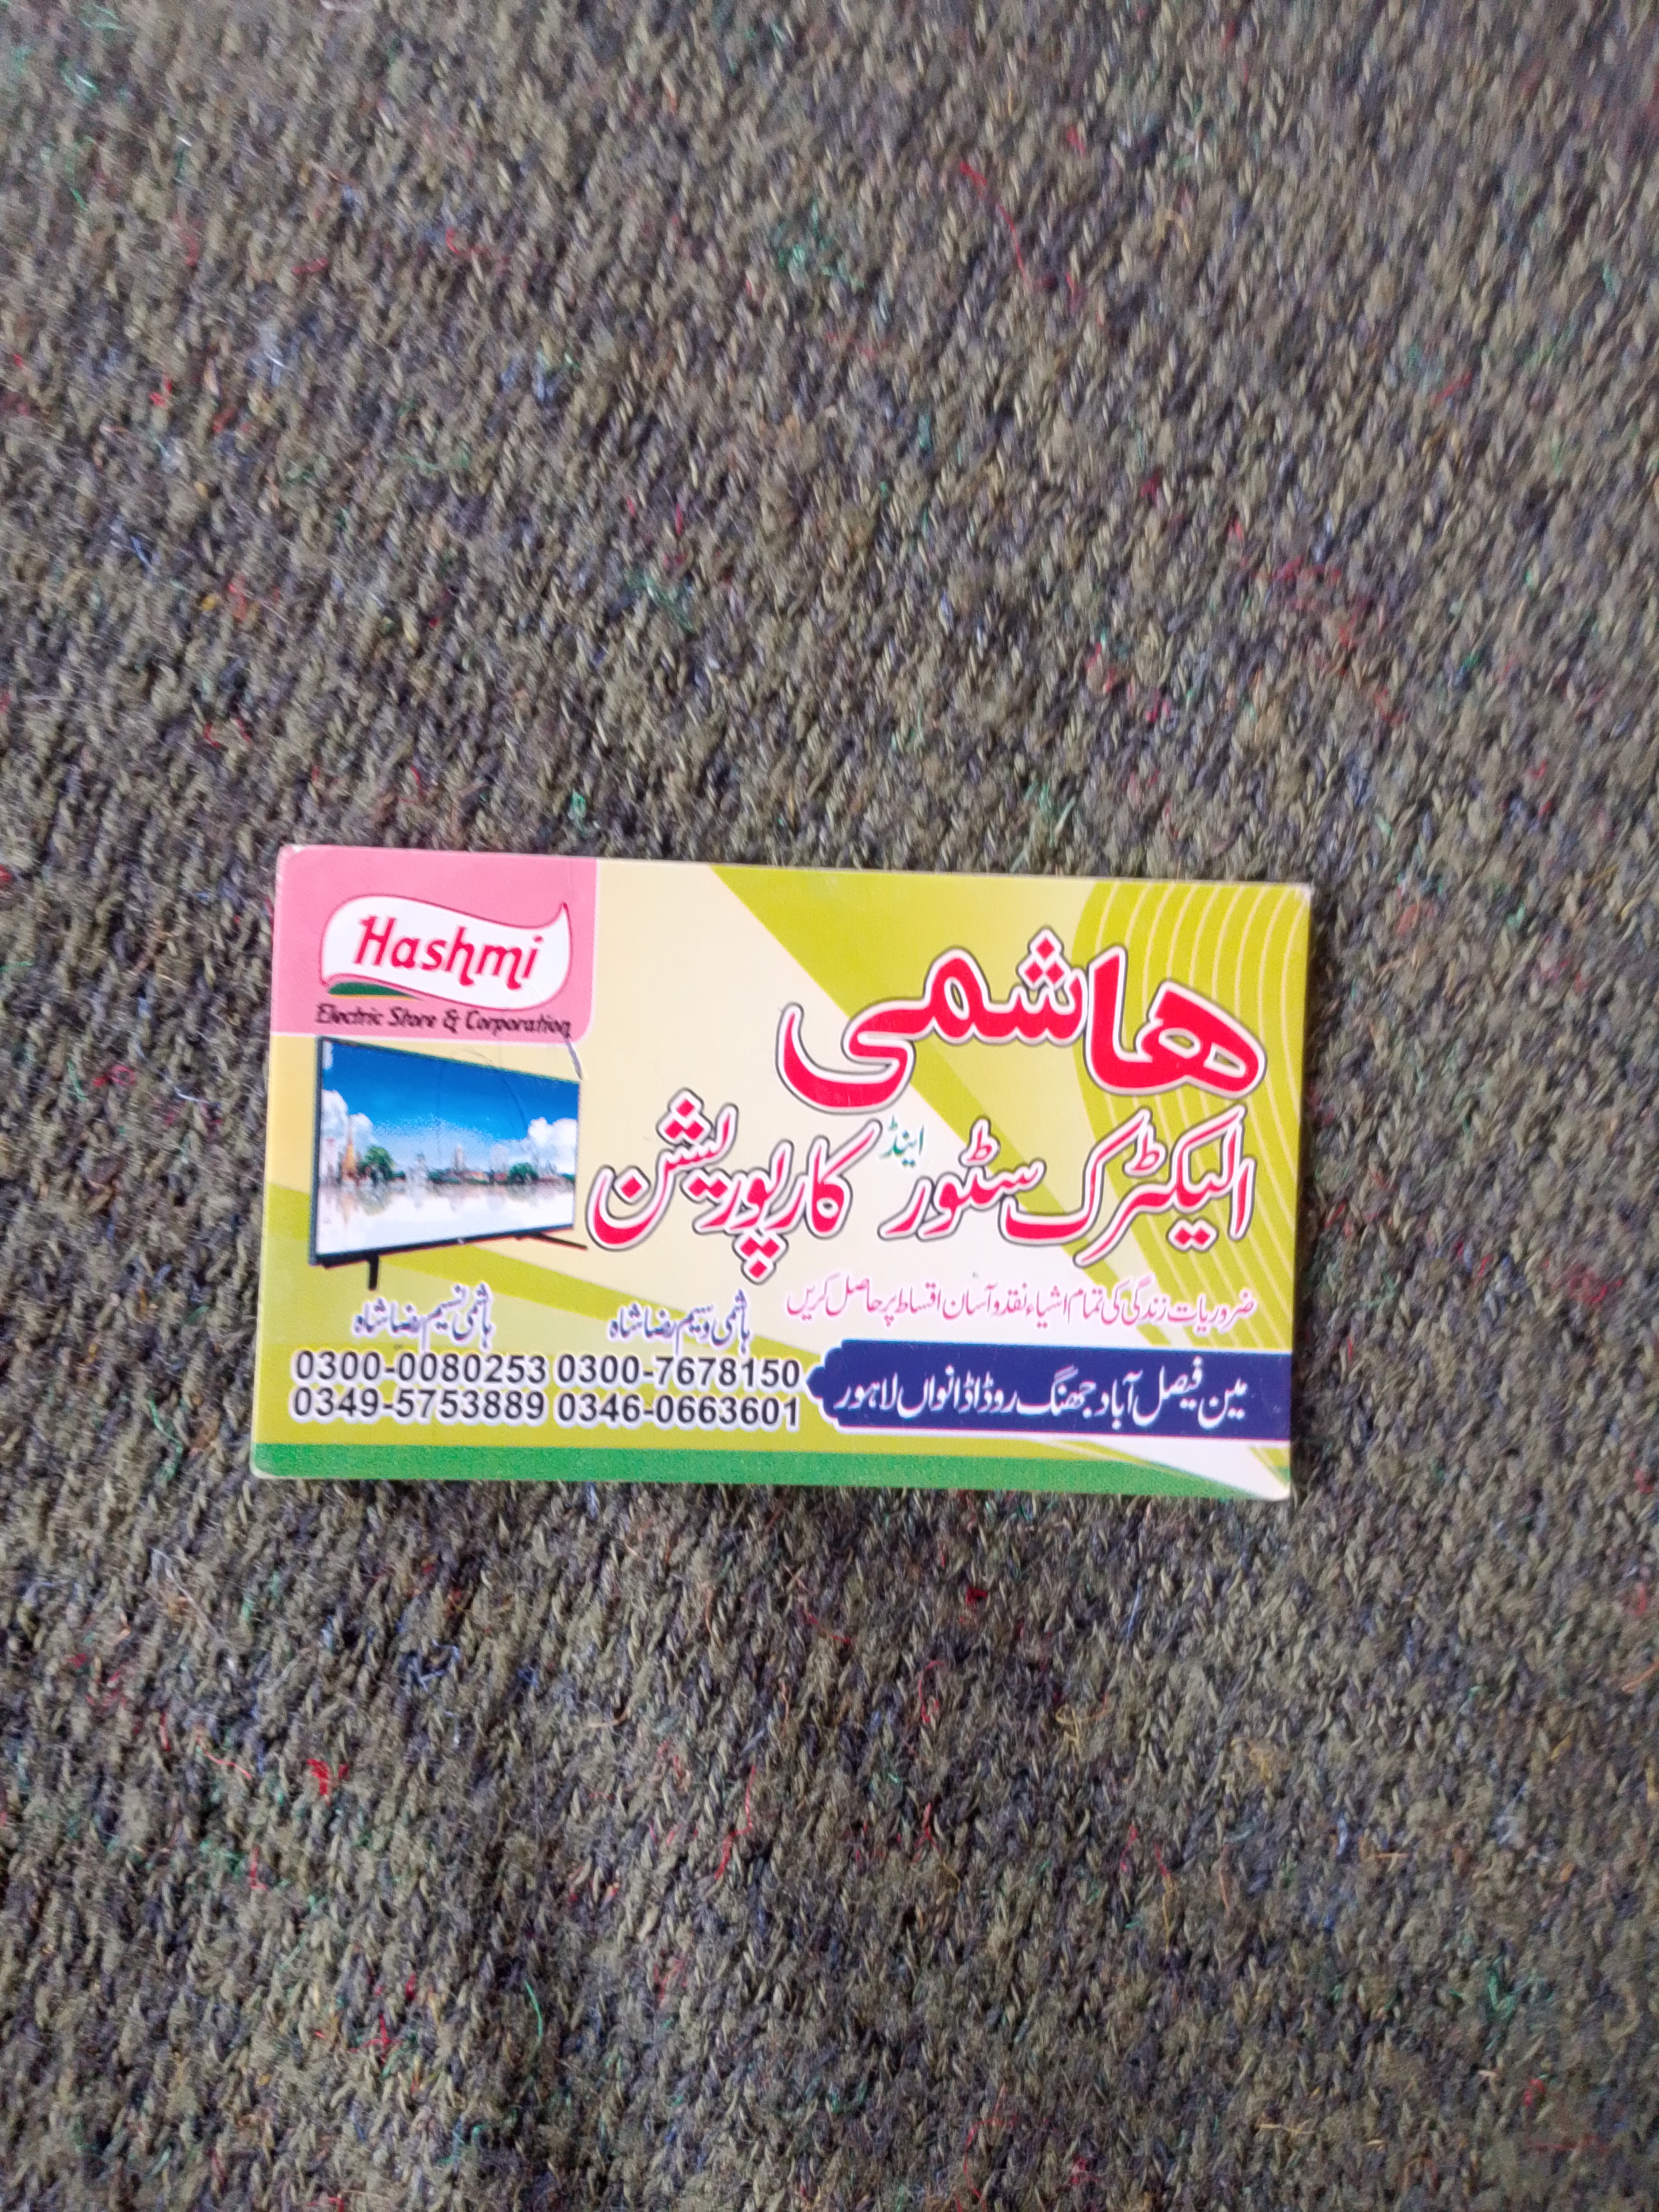 Hashmi
Electric Store & Corporation
ھاشمی
الیکٹرک سٹور اینڈ کارپوریشن
ضروریات زندگی کی تمام اشیاء نقد و آسان اقساط پر حاصل کریں
ہاشمی وسیم رضا شاہ
0300-7678150
0346-0663601
ہاشمی نسیم رضا شاہ
0300-0080253
0349-5753889
مین فیصل آباد جھنگ روڈ اڈا نواں لاہور